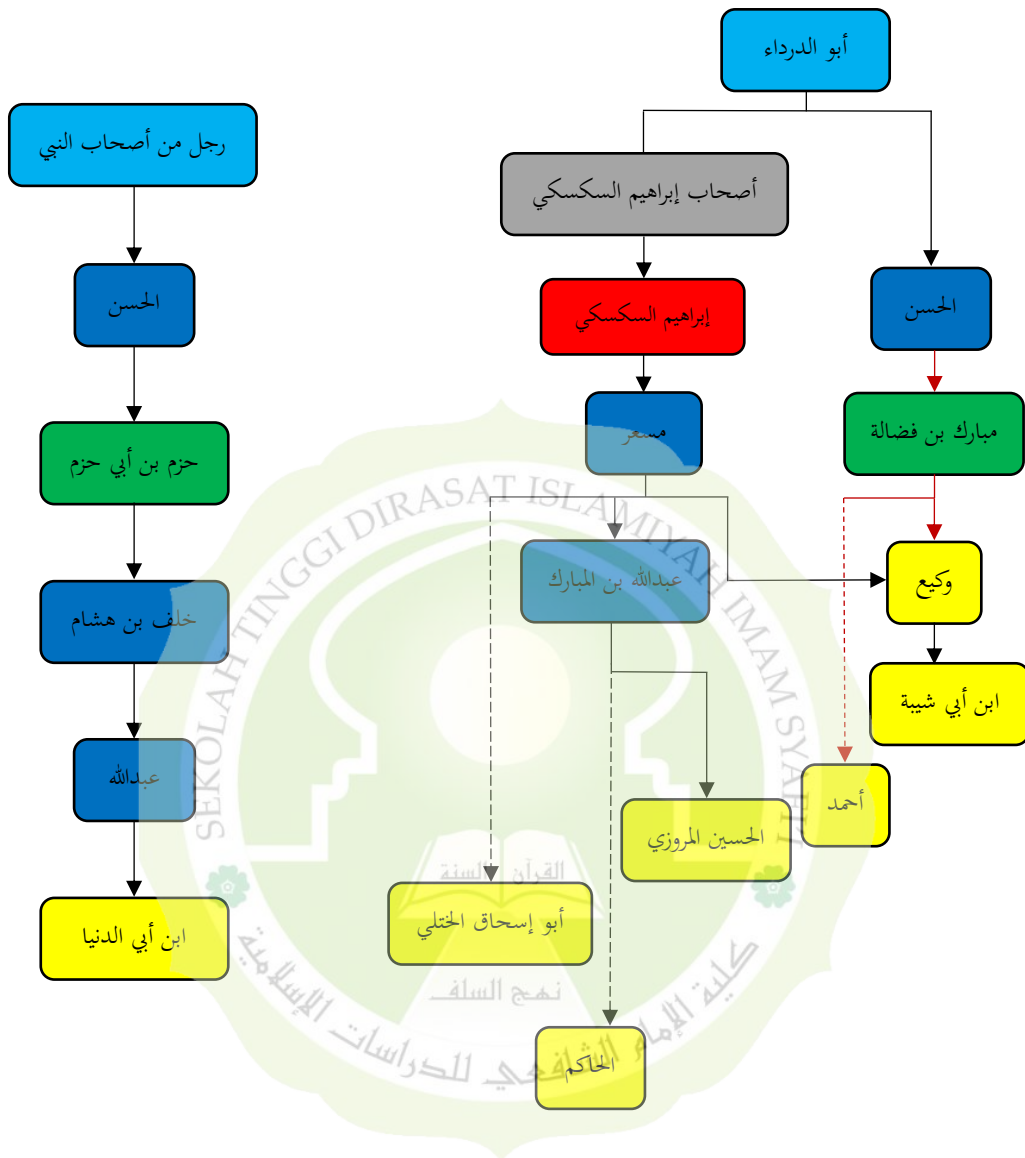 أبو الدرداء
رجل من أصحاب النبي
أصحاب إبراهيم السكسكي
الحسن
إبراهيم السكسكي
الحسن
حزم بن أبي حزم
مسعر
مبارك بن فضالة
خلف بن هشام
عبدالله بن المبارك
وكيع
ابن أبي شيبة
عبدالله
أحمد
الحسين المروزي
ابن أبي الدنيا
أبو إسحاق الختلي
الحاكم
SEKOLAH TINGGI DIRASAT ISLAMIYAH IMAM SYAFI'I
القرآن
السنة
نهج السلف
كلية الإمام الشافعي للدراسات الإسلامية